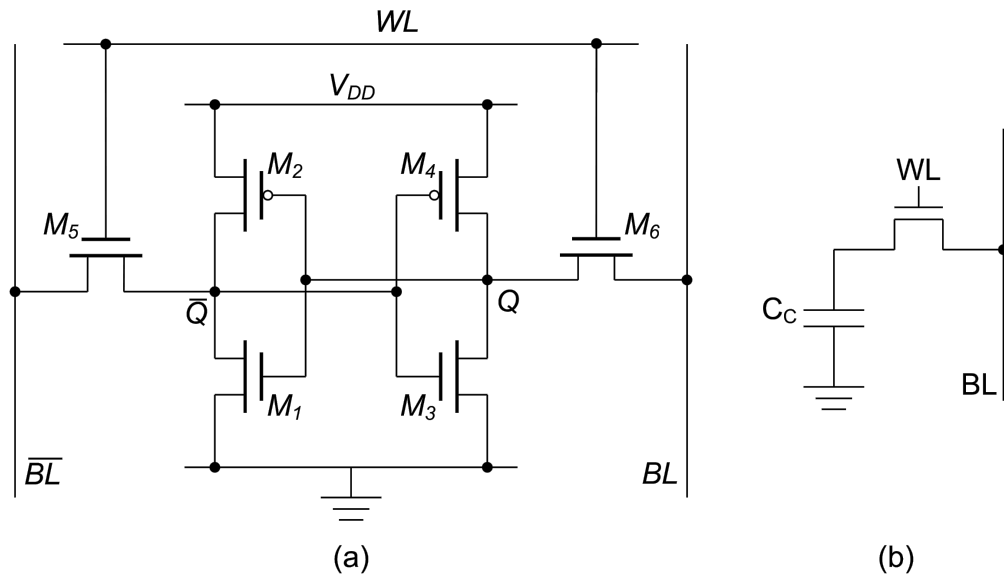 WL
V_DD
M_2
M_4
M_5
M_6
WL
Q̅
Q
C_C
M_1
M_3
B̅L̅
BL
BL
(a)
(b)